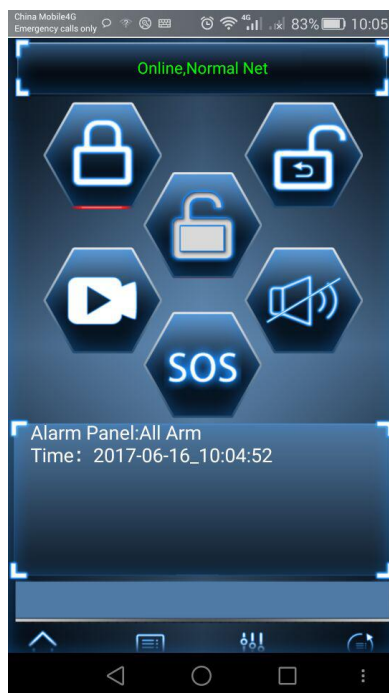 China Mobile4G
Emergency calls only
4G
83%
10:05
Online,Normal Net
SOS
Alarm Panel:All Arm
Time: 2017-06-16_10:04:52